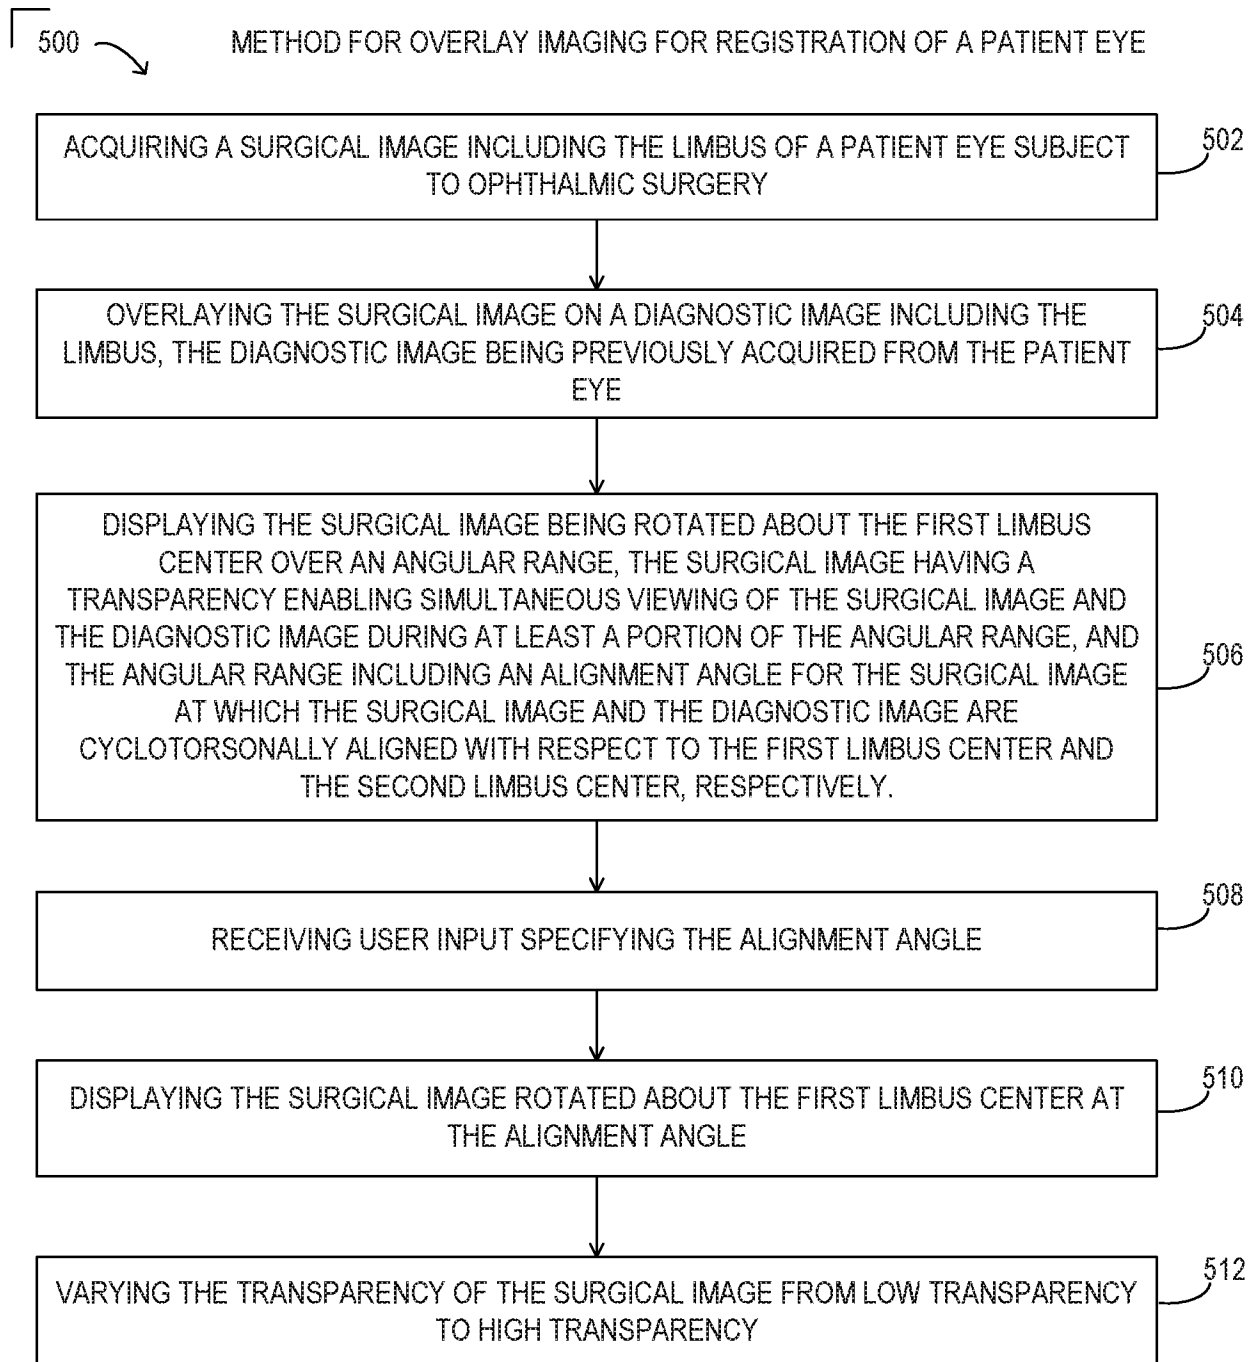 500 METHOD FOR OVERLAY IMAGING FOR REGISTRATION OF A PATIENT EYE
ACQUIRING A SURGICAL IMAGE INCLUDING THE LIMBUS OF A PATIENT EYE SUBJECT
TO OPHTHALMIC SURGERY
502
OVERLAYING THE SURGICAL IMAGE ON A DIAGNOSTIC IMAGE INCLUDING THE
LIMBUS, THE DIAGNOSTIC IMAGE BEING PREVIOUSLY ACQUIRED FROM THE PATIENT
EYE
504
DISPLAYING THE SURGICAL IMAGE BEING ROTATED ABOUT THE FIRST LIMBUS
CENTER OVER AN ANGULAR RANGE, THE SURGICAL IMAGE HAVING A
TRANSPARENCY ENABLING SIMULTANEOUS VIEWING OF THE SURGICAL IMAGE AND
THE DIAGNOSTIC IMAGE DURING AT LEAST A PORTION OF THE ANGULAR RANGE, AND
THE ANGULAR RANGE INCLUDING AN ALIGNMENT ANGLE FOR THE SURGICAL IMAGE
AT WHICH THE SURGICAL IMAGE AND THE DIAGNOSTIC IMAGE ARE
CYCLOTORSONALLY ALIGNED WITH RESPECT TO THE FIRST LIMBUS CENTER AND
THE SECOND LIMBUS CENTER, RESPECTIVELY.
506
RECEIVING USER INPUT SPECIFYING THE ALIGNMENT ANGLE
508
DISPLAYING THE SURGICAL IMAGE ROTATED ABOUT THE FIRST LIMBUS CENTER AT
THE ALIGNMENT ANGLE
510
VARYING THE TRANSPARENCY OF THE SURGICAL IMAGE FROM LOW TRANSPARENCY
TO HIGH TRANSPARENCY
512